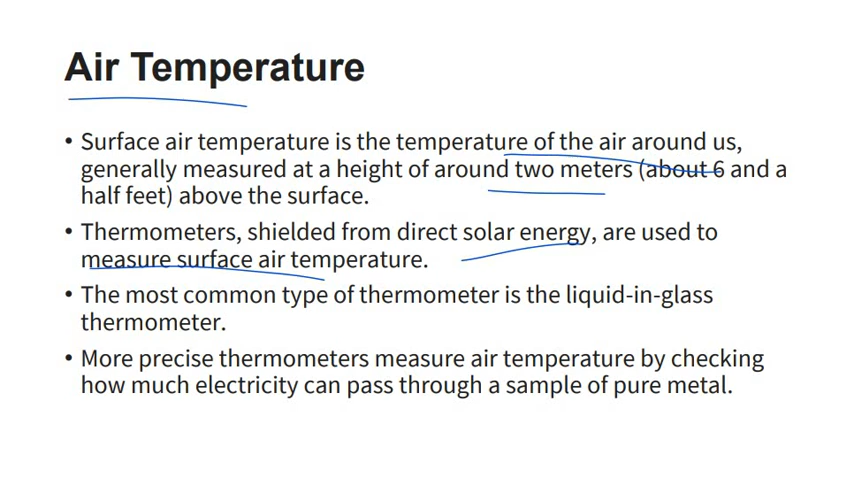 Air Temperature
• Surface air temperature is the temperature of the air around us,
generally measured at a height of around two meters (about 6 and a
half feet) above the surface.
• Thermometers, shielded from direct solar energy, are used to
measure surface air temperature.
• The most common type of thermometer is the liquid-in-glass
thermometer.
• More precise thermometers measure air temperature by checking
how much electricity can pass through a sample of pure metal.